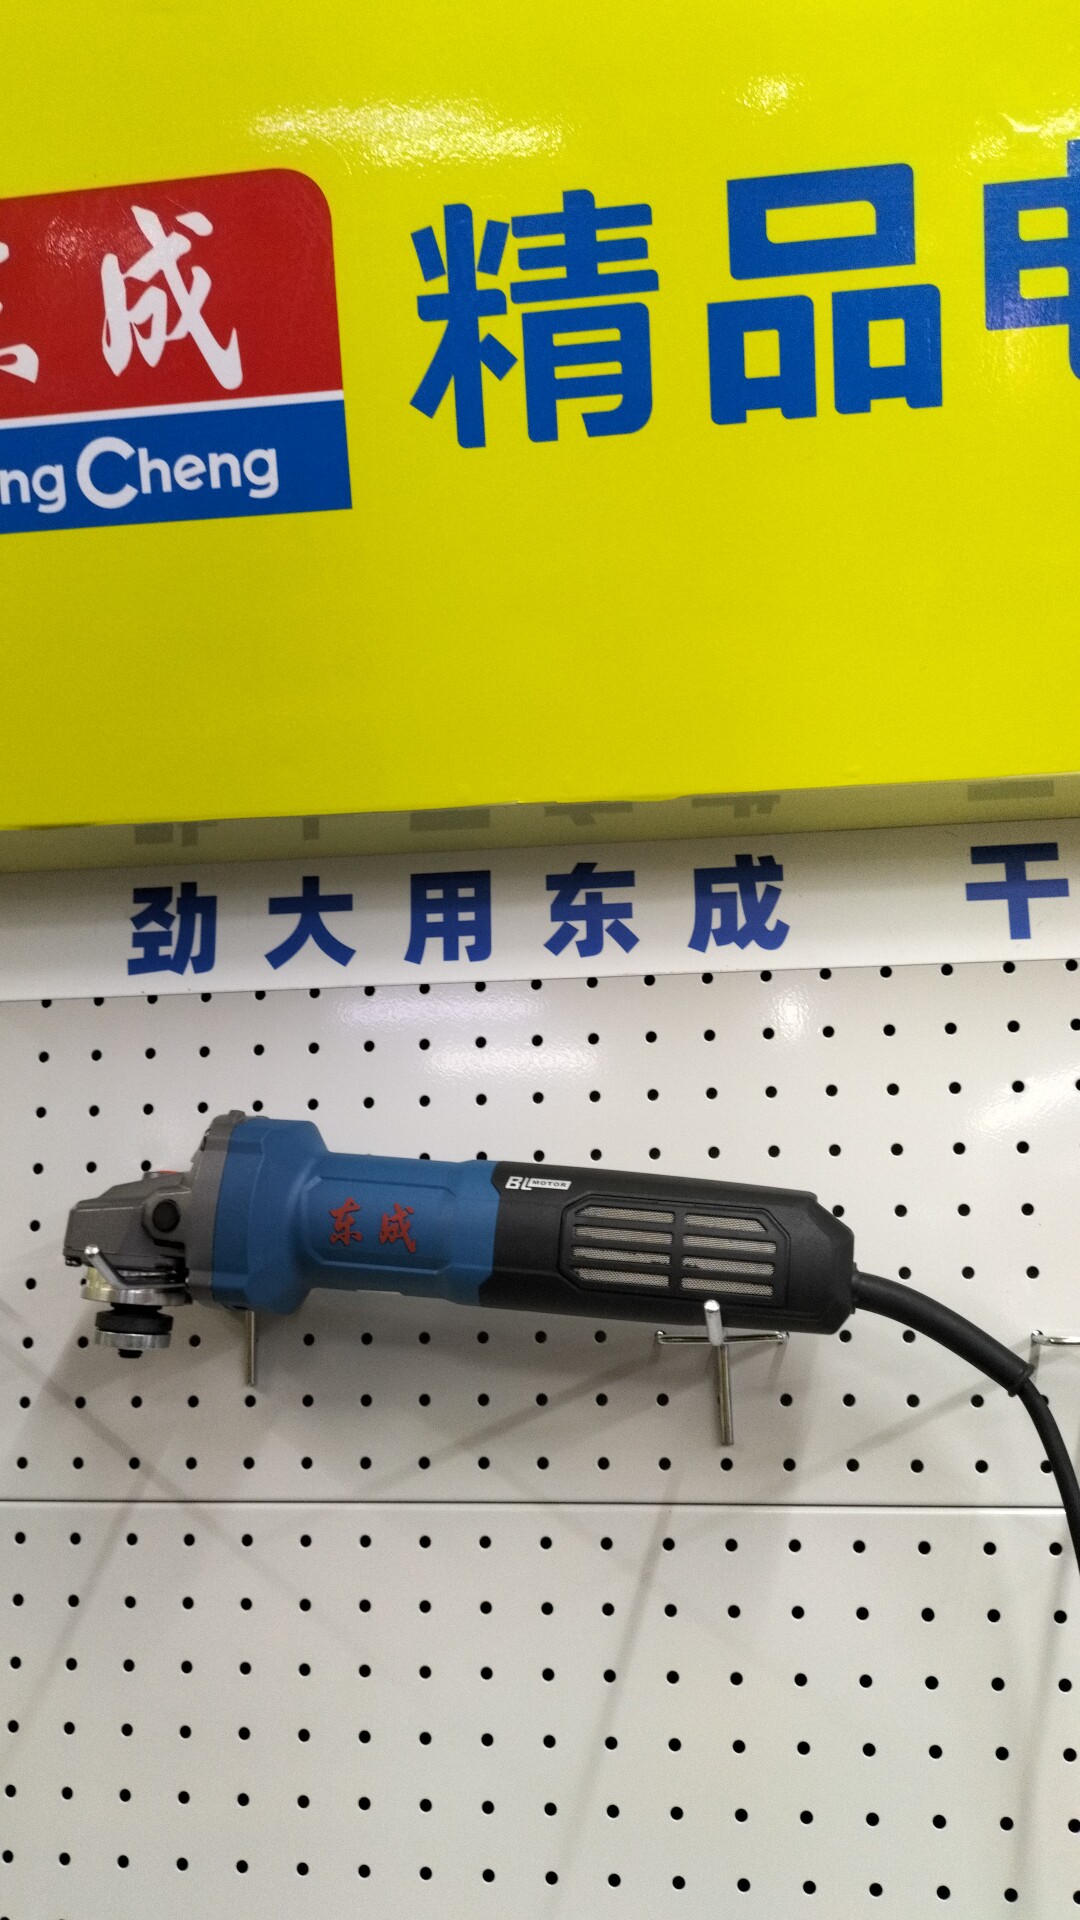 成
ng Cheng
精品
劲大用东成 干
BL MOTOR
东成